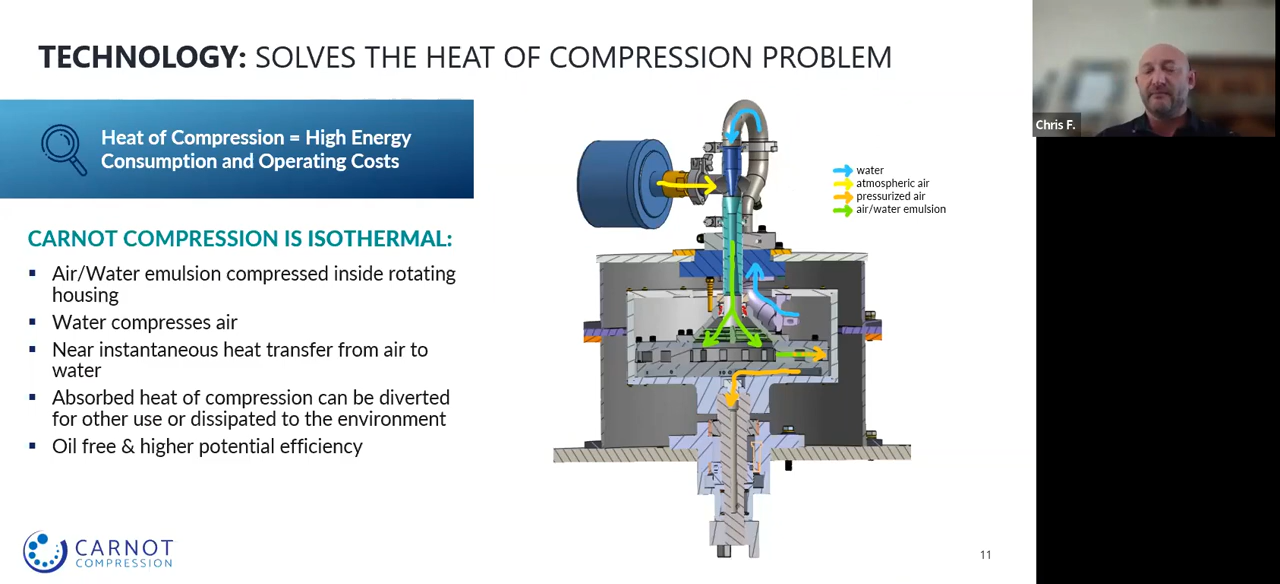 TECHNOLOGY: SOLVES THE HEAT OF COMPRESSION PROBLEM
Heat of Compression = High Energy
Consumption and Operating Costs
CARNOT COMPRESSION IS ISOTHERMAL:
▪ Air/Water emulsion compressed inside rotating
housing
▪ Water compresses air
▪ Near instantaneous heat transfer from air to
water
▪ Absorbed heat of compression can be diverted
for other use or dissipated to the environment
▪ Oil free & higher potential efficiency
water
atmospheric air
pressurized air
air/water emulsion
CARNOT
COMPRESSION
11
Chris F.